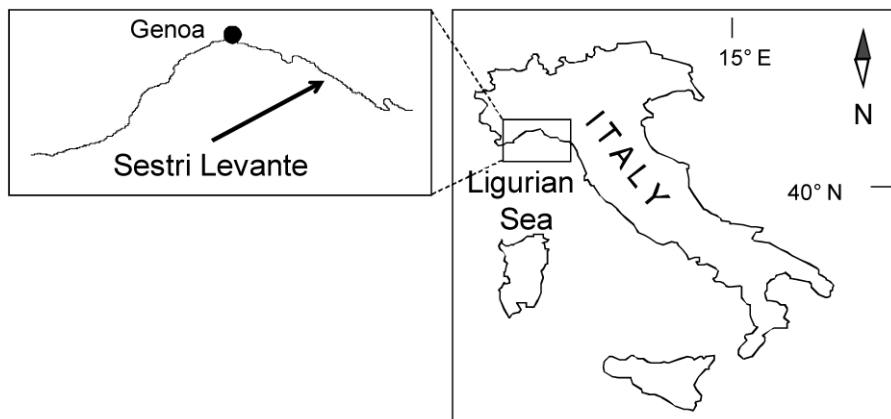 Genoa
Sestri Levante
15° E
N
ITALY
40° N
Ligurian
Sea